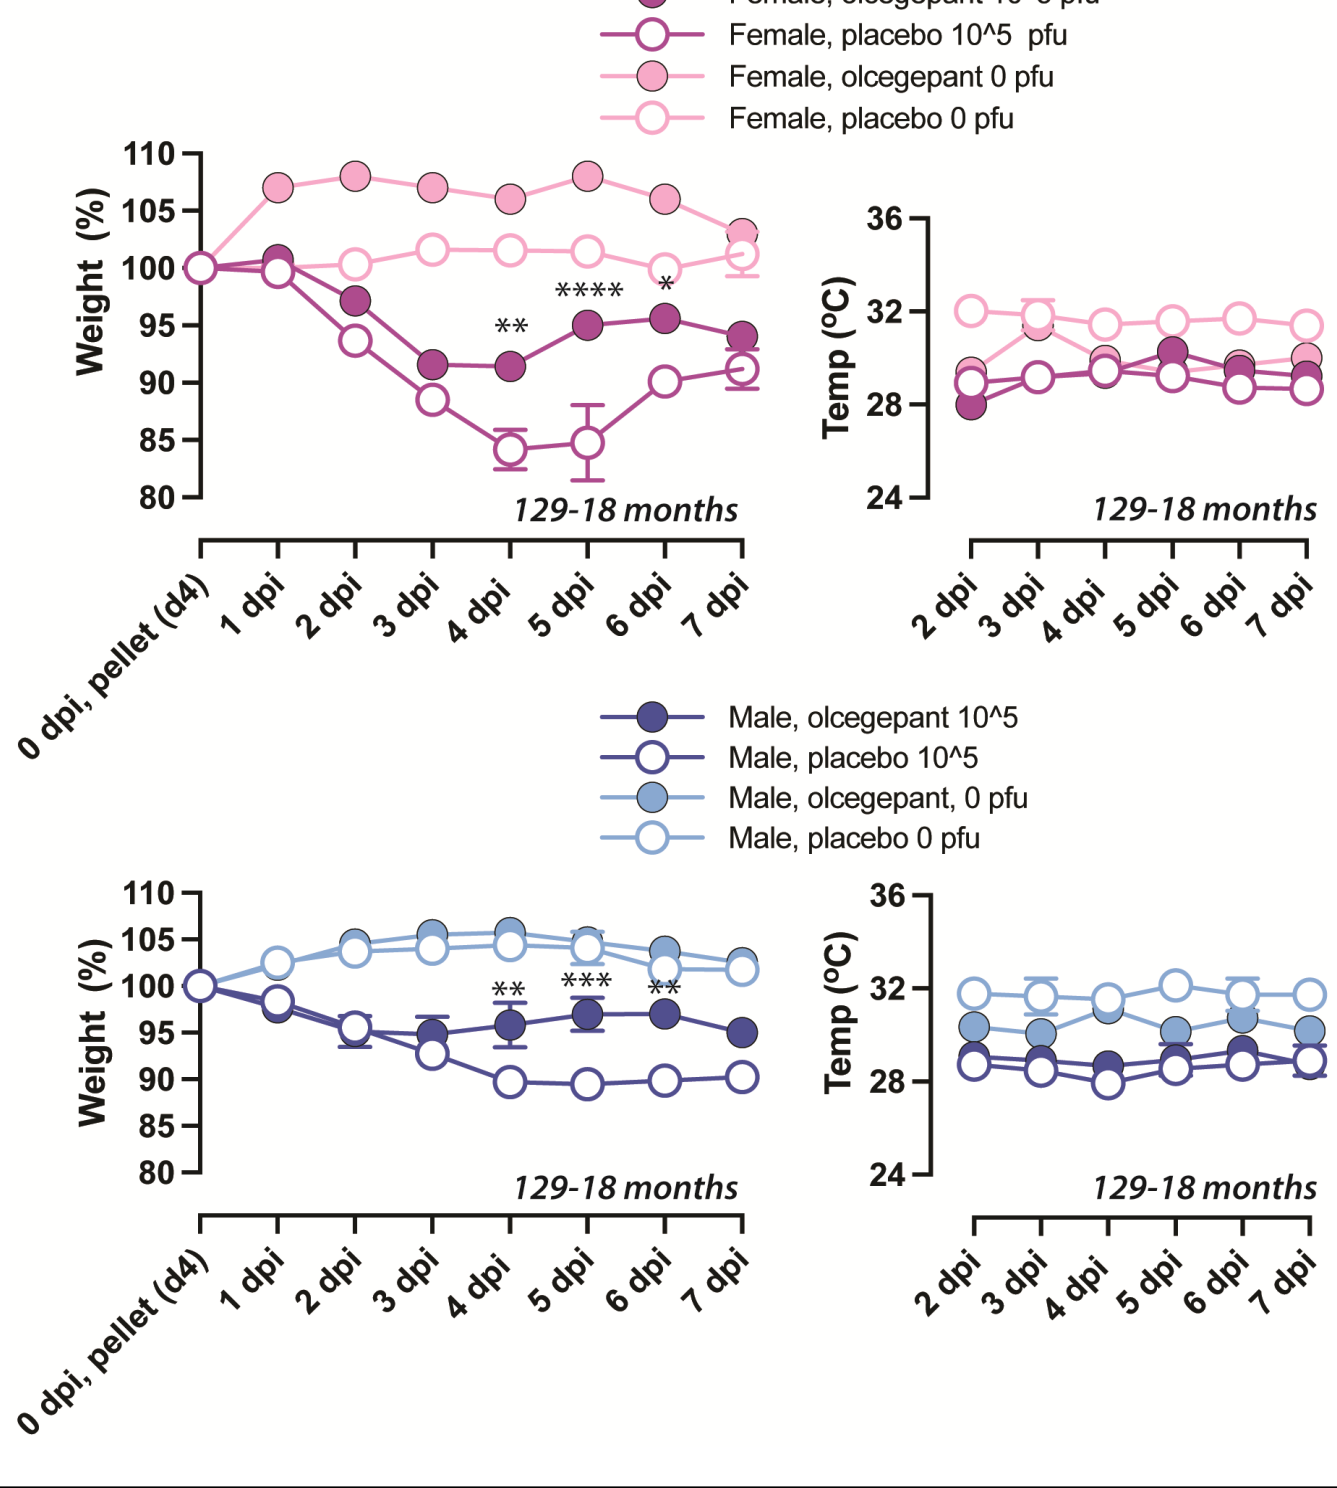 Female, olcegepant 10^5 pfu
Female, placebo 10^5 pfu
Female, olcegepant 0 pfu
Female, placebo 0 pfu
110
105
100
95
90
85
80
Weight (%)
**
****
*
129-18 months
0 dpi, pellet (d4)
1 dpi
2 dpi
3 dpi
4 dpi
5 dpi
6 dpi
7 dpi
36
32
28
24
Temp (ºC)
129-18 months
2 dpi
3 dpi
4 dpi
5 dpi
6 dpi
7 dpi
Male, olcegepant 10^5
Male, placebo 10^5
Male, olcegepant, 0 pfu
Male, placebo 0 pfu
110
105
100
95
90
85
80
Weight (%)
**
***
**
129-18 months
0 dpi, pellet (d4)
1 dpi
2 dpi
3 dpi
4 dpi
5 dpi
6 dpi
7 dpi
36
32
28
24
Temp (ºC)
129-18 months
2 dpi
3 dpi
4 dpi
5 dpi
6 dpi
7 dpi